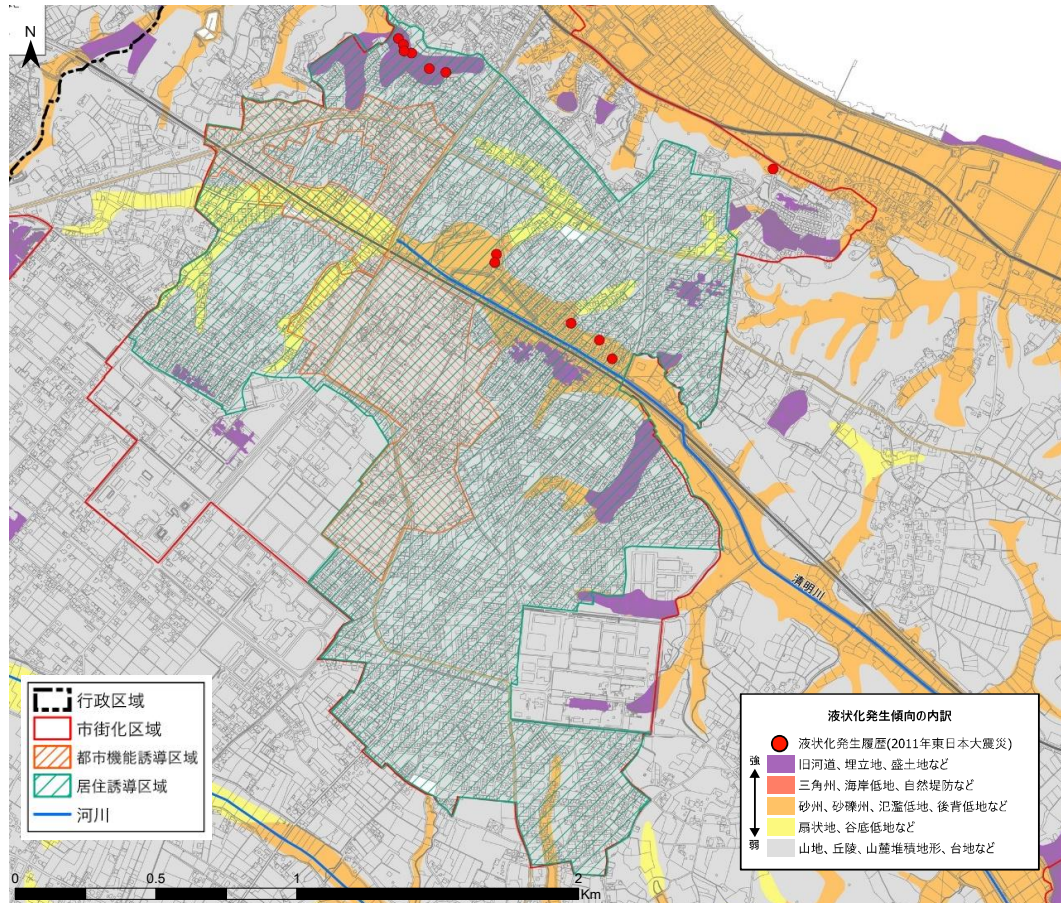 N
清明川
行政区域
市街化区域
都市機能誘導区域
居住誘導区域
河川
液状化発生傾向の内訳
液状化発生履歴(2011年東日本大震災)
強
旧河道、埋立地、盛土地など
三角州、海岸低地、自然堤防など
砂州、砂礫州、氾濫低地、後背低地など
扇状地、谷底低地など
弱
山地、丘陵、山麓堆積地形、台地など
0 0.5 1 2
Km